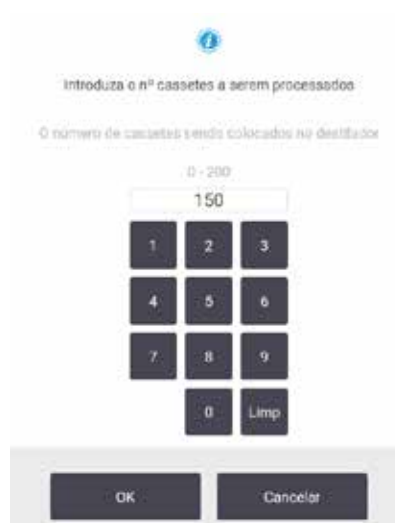 Introduza o nº cassetes a serem processados
O número de cassetes sendo colocados no destilador
0 - 200
150
1 2 3
4 5 6
7 8 9
0 Limp
OK Cancelar